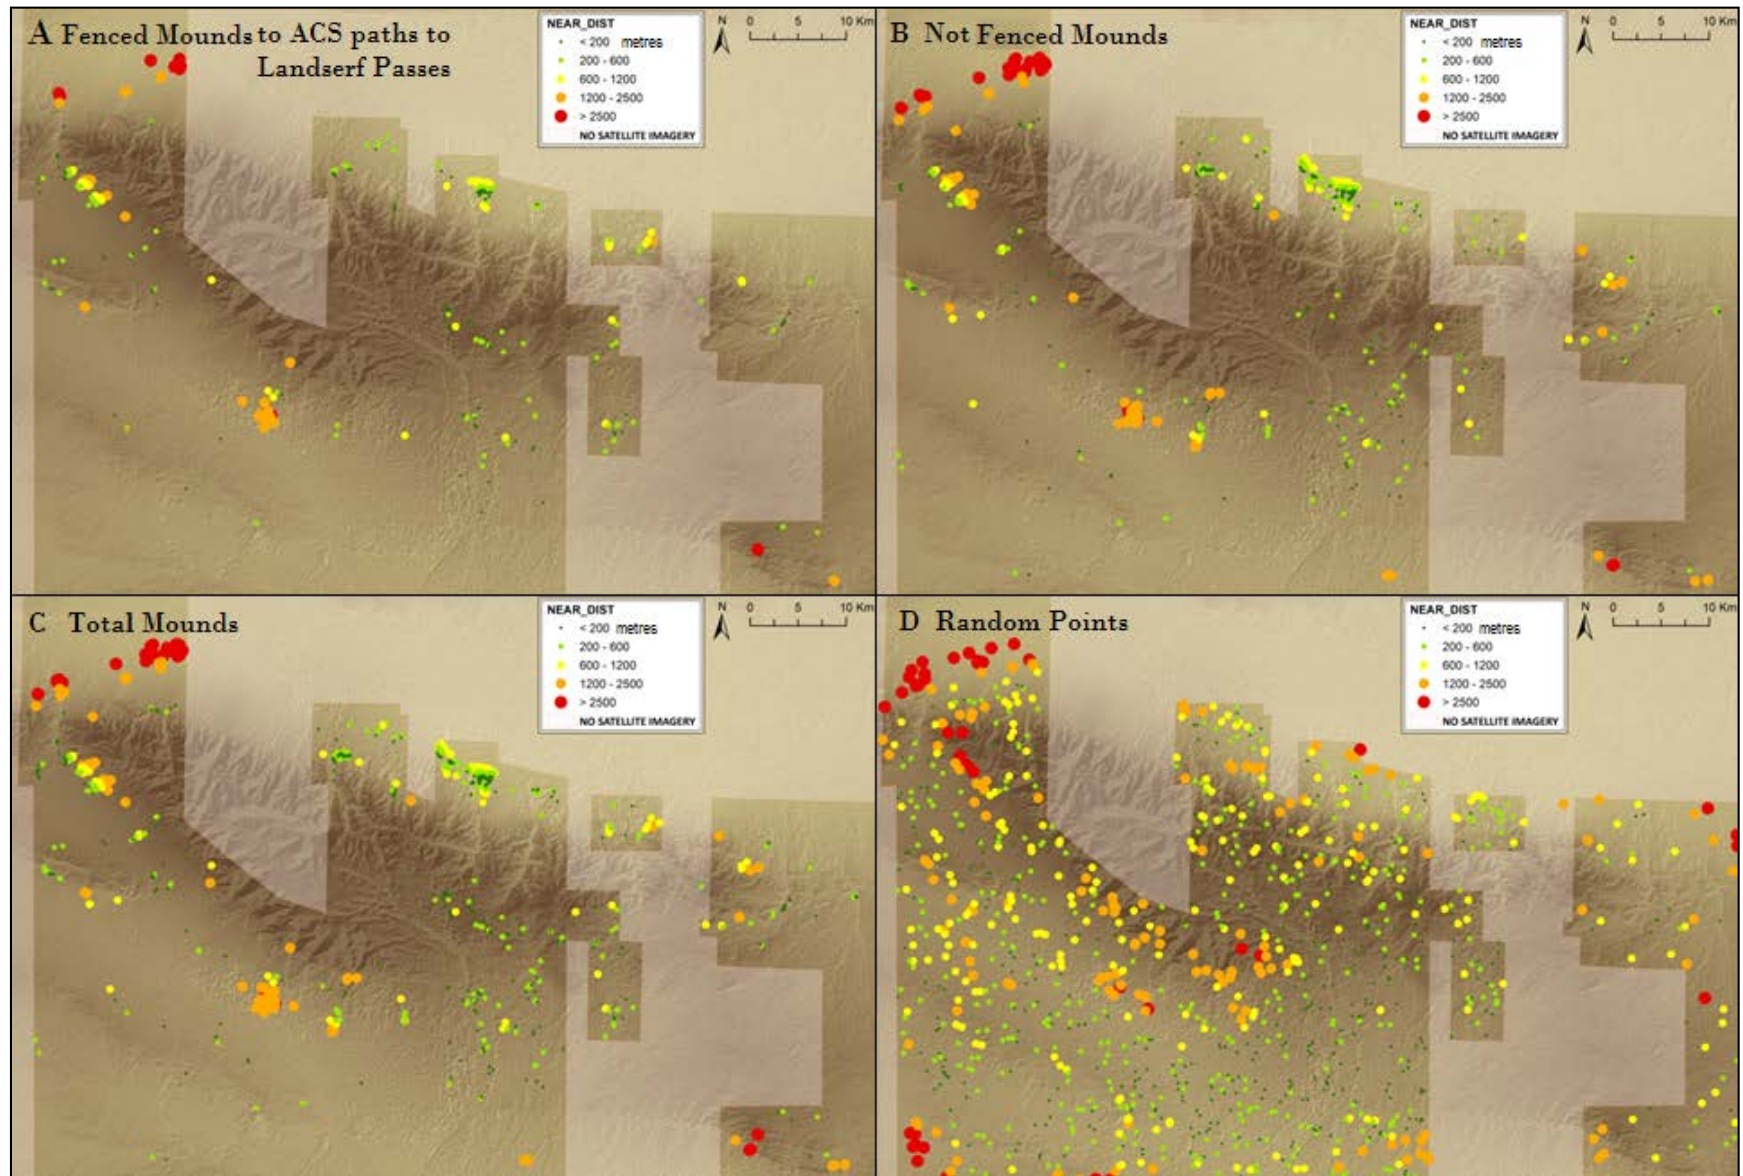 A Fenced Mounds to ACS paths to
Landserf Passes
NEAR_DIST
< 200 metres
200 - 600
600 - 1200
1200 - 2500
> 2500
NO SATELLITE IMAGERY
N 0 5 10 Km
B Not Fenced Mounds
NEAR_DIST
< 200 metres
200 - 600
600 - 1200
1200 - 2500
> 2500
NO SATELLITE IMAGERY
N 0 5 10 Km
C Total Mounds
NEAR_DIST
< 200 metres
200 - 600
600 - 1200
1200 - 2500
> 2500
NO SATELLITE IMAGERY
N 0 5 10 Km
D Random Points
NEAR_DIST
< 200 metres
200 - 600
600 - 1200
1200 - 2500
> 2500
NO SATELLITE IMAGERY
N 0 5 10 Km